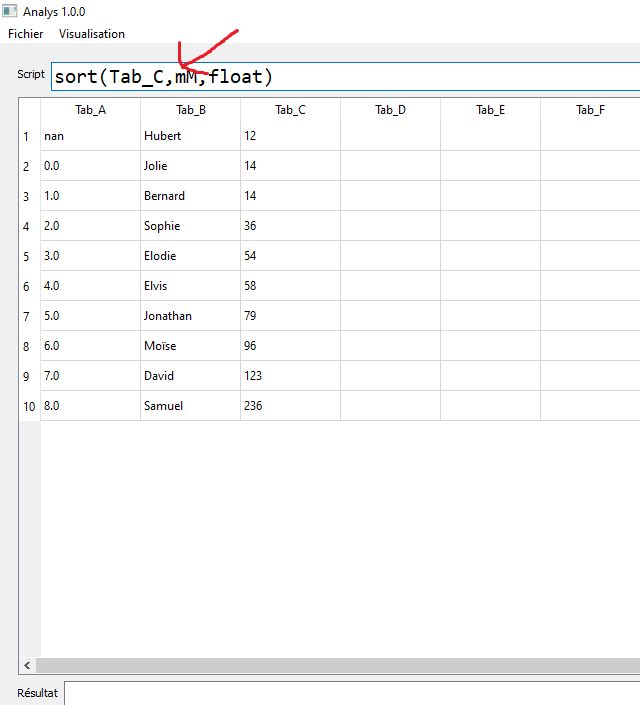 Analys 1.0.0
Fichier Visualisation
Script sort(Tab_C,mM,float)
Tab_A Tab_B Tab_C Tab_D Tab_E Tab_F
1 nan Hubert 12
2 0.0 Jolie 14
3 1.0 Bernard 14
4 2.0 Sophie 36
5 3.0 Elodie 54
6 4.0 Elvis 58
7 5.0 Jonathan 79
8 6.0 Moïse 96
9 7.0 David 123
10 8.0 Samuel 236
Résultat